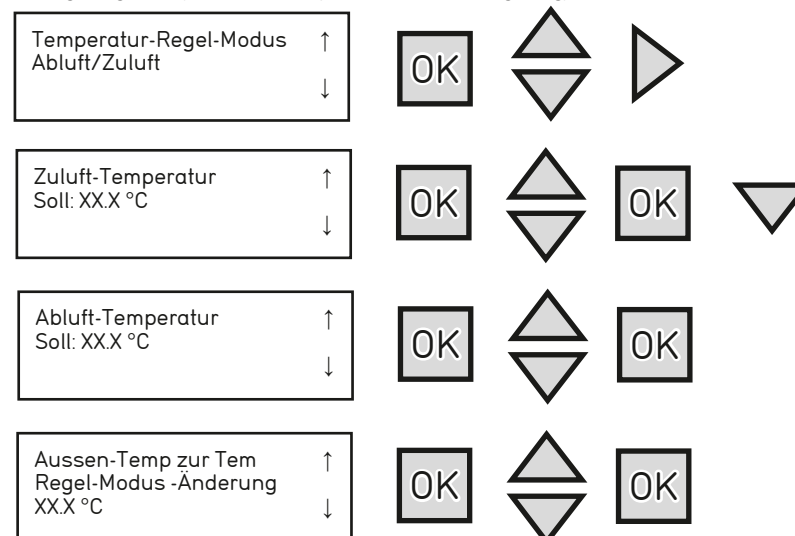 Temperatur-Regel-Modus ↑
Abluft/Zuluft
↓
OK
Zuluft-Temperatur ↑
Soll: XX.X °C
↓
OK
OK
Abluft-Temperatur ↑
Soll: XX.X °C
↓
OK
OK
Aussen-Temp zur Tem ↑
Regel-Modus -Änderung
XX.X °C ↓
OK
OK